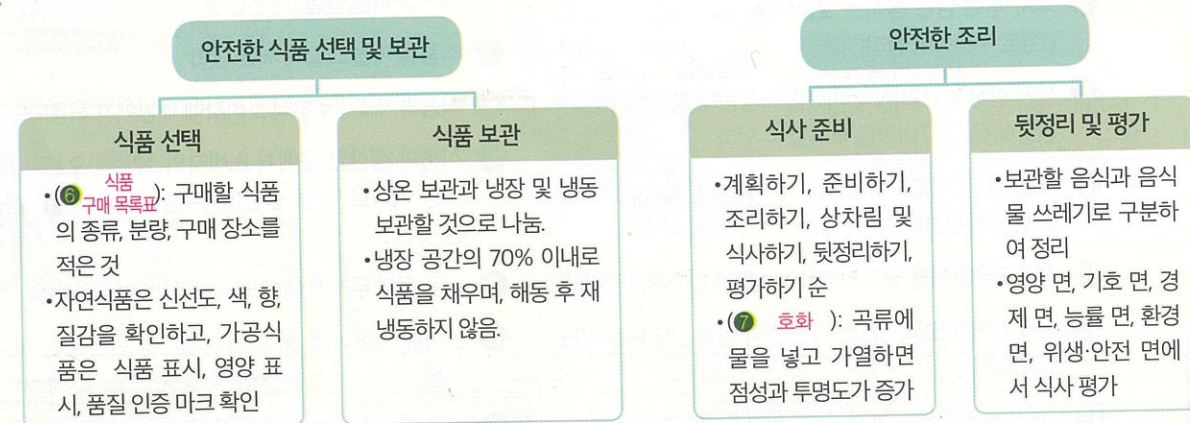 안전한 식품 선택 및 보관
식품 선택
•(❻ 식품 구매 목록표): 구매할 식품
의 종류, 분량, 구매 장소를
적은 것
•자연식품은 신선도, 색, 향,
질감을 확인하고, 가공식
품은 식품 표시, 영양 표
시, 품질 인증 마크 확인
식품 보관
•상온 보관과 냉장 및 냉동
보관할 것으로 나눔.
•냉장 공간의 70% 이내로
식품을 채우며, 해동 후 재
냉동하지 않음.
안전한 조리
식사 준비
•계획하기, 준비하기,
조리하기, 상차림 및
식사하기, 뒷정리하기,
평가하기 순
•(❼ 호화 ): 곡류에
물을 넣고 가열하면
점성과 투명도가 증가
뒷정리 및 평가
•보관할 음식과 음식
물 쓰레기로 구분하
여 정리
•영양 면, 기호 면, 경
제 면, 능률 면, 환경
면, 위생·안전 면에
서 식사 평가